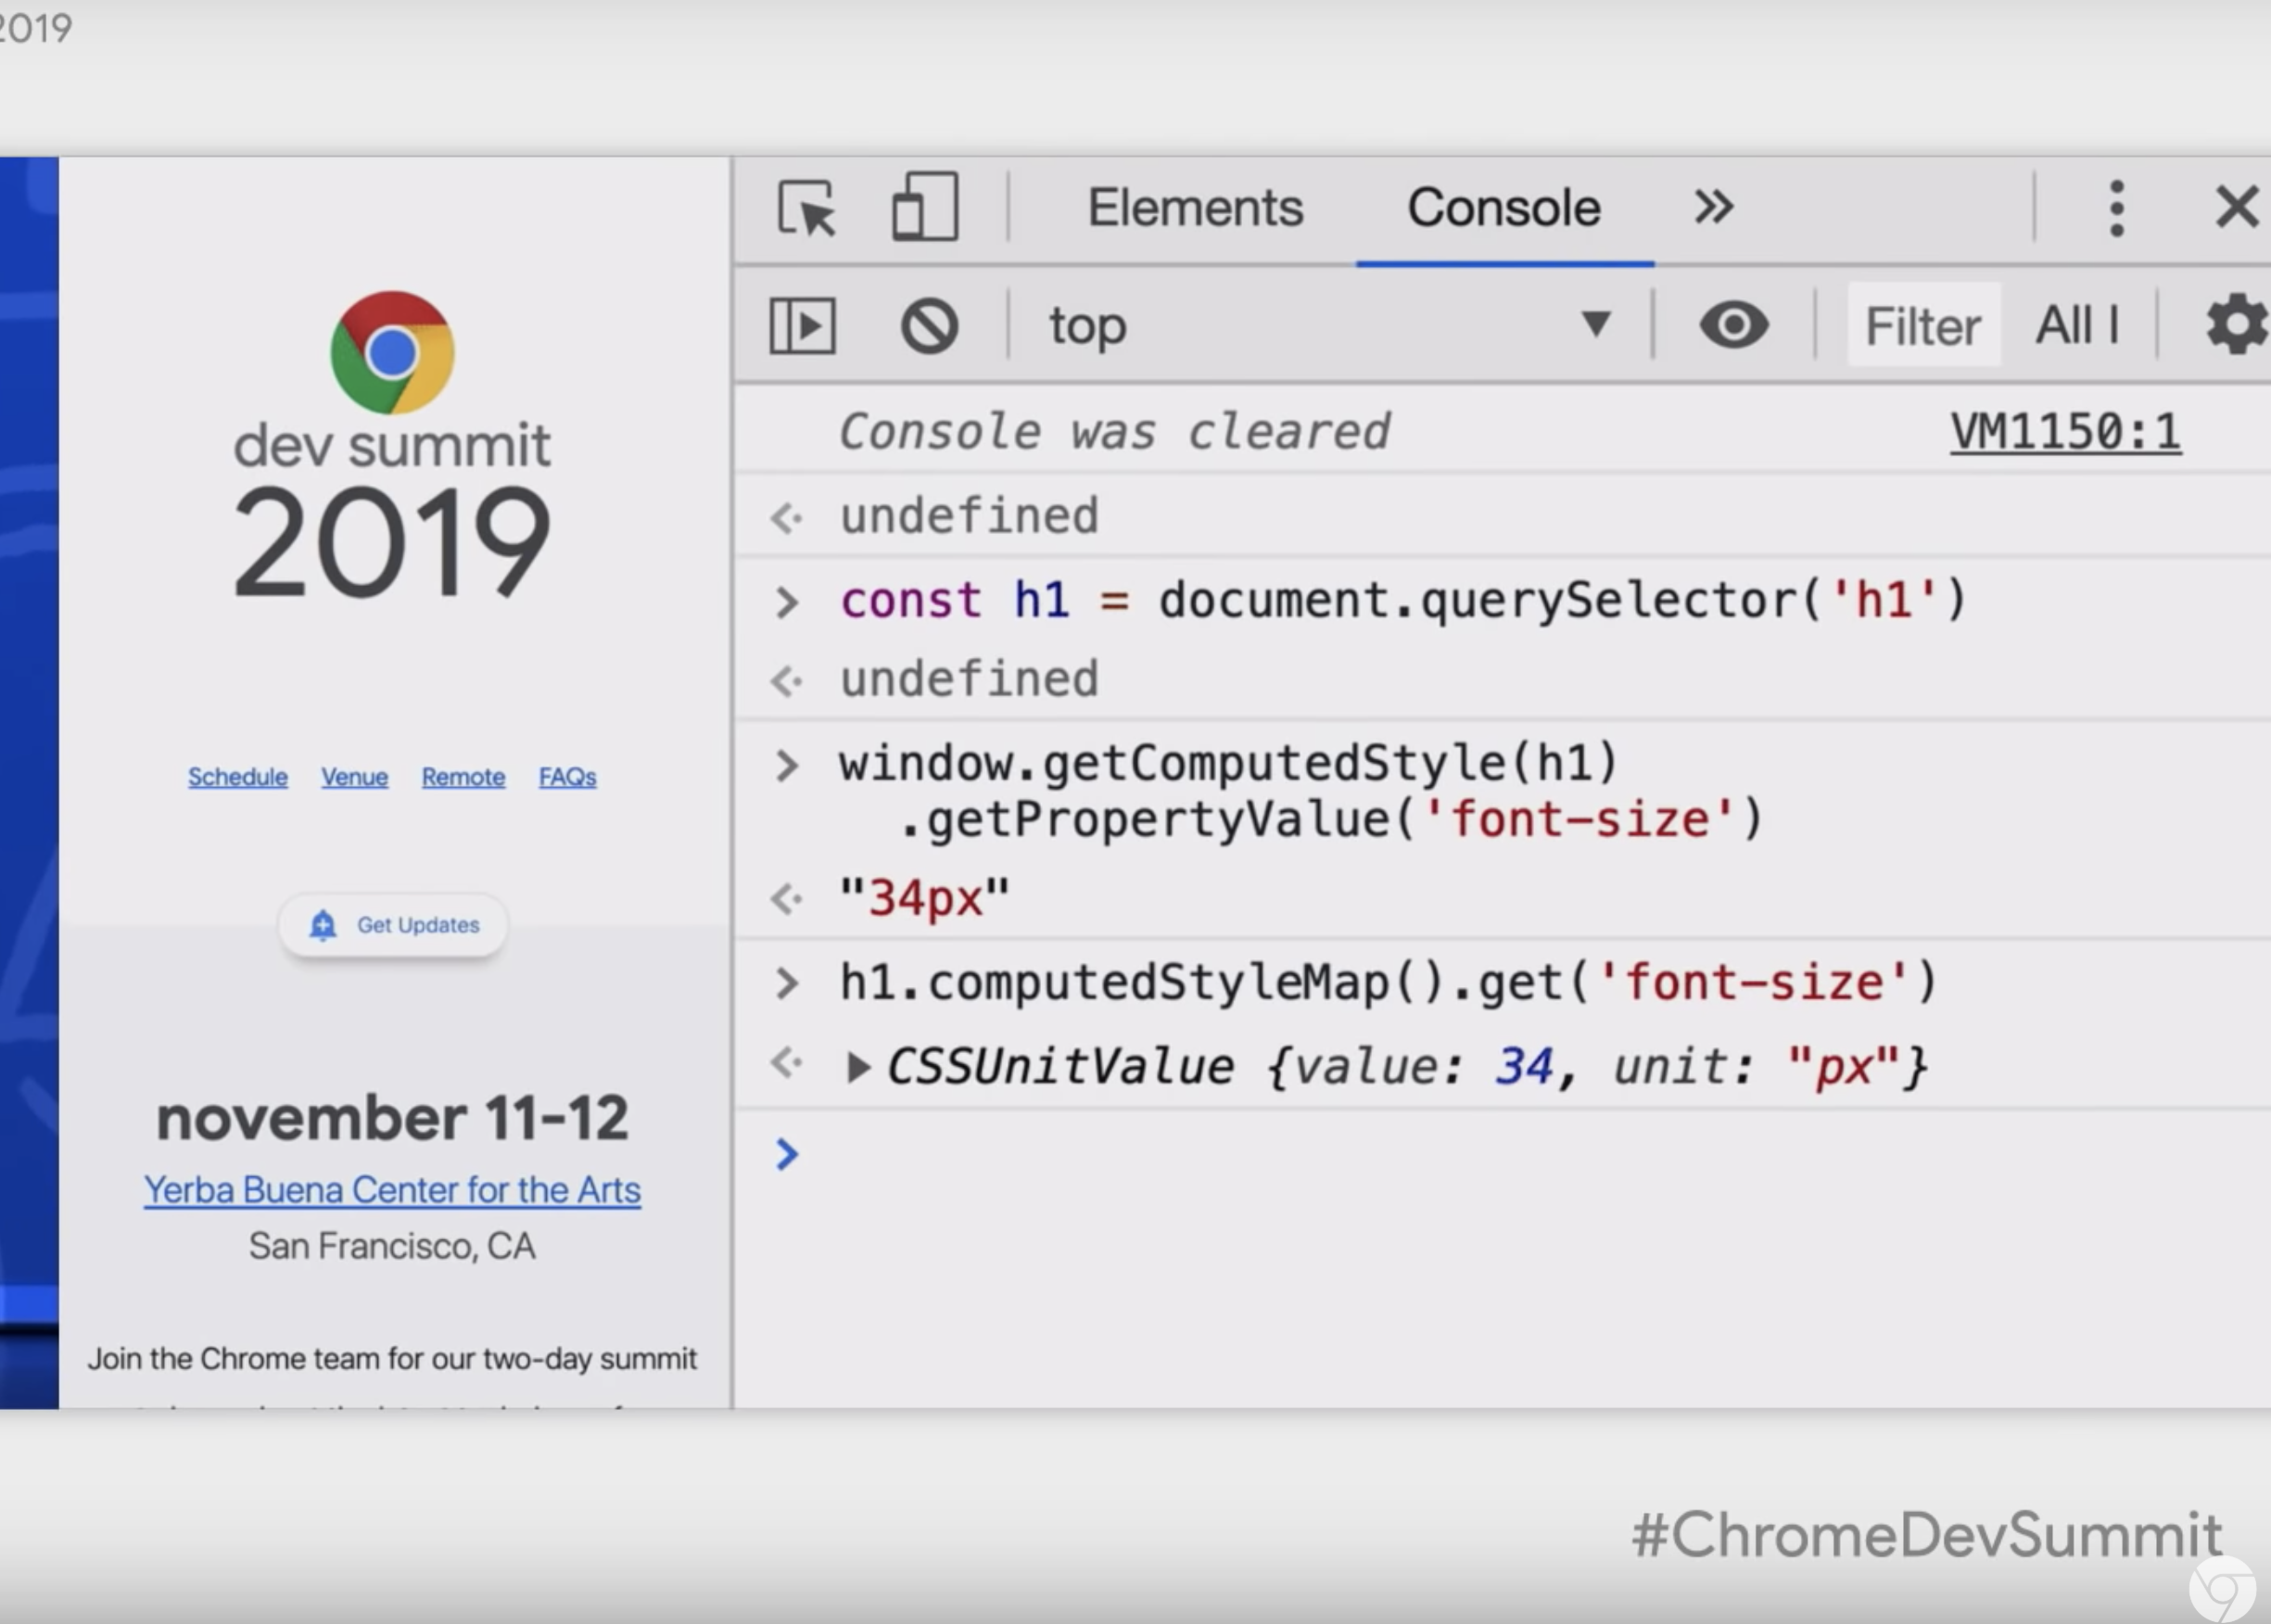 2019
dev summit
2019
Schedule Venue Remote FAQs
Get Updates
november 11-12
Yerba Buena Center for the Arts
San Francisco, CA
Join the Chrome team for our two-day summit
Elements Console
top Filter All l
Console was cleared VM1150:1
undefined
const h1 = document.querySelector('h1')
undefined
window.getComputedStyle(h1)
.getPropertyValue('font-size')
"34px"
h1.computedStyleMap().get('font-size')
CSSUnitValue {value: 34, unit: "px"}
#ChromeDevSummit